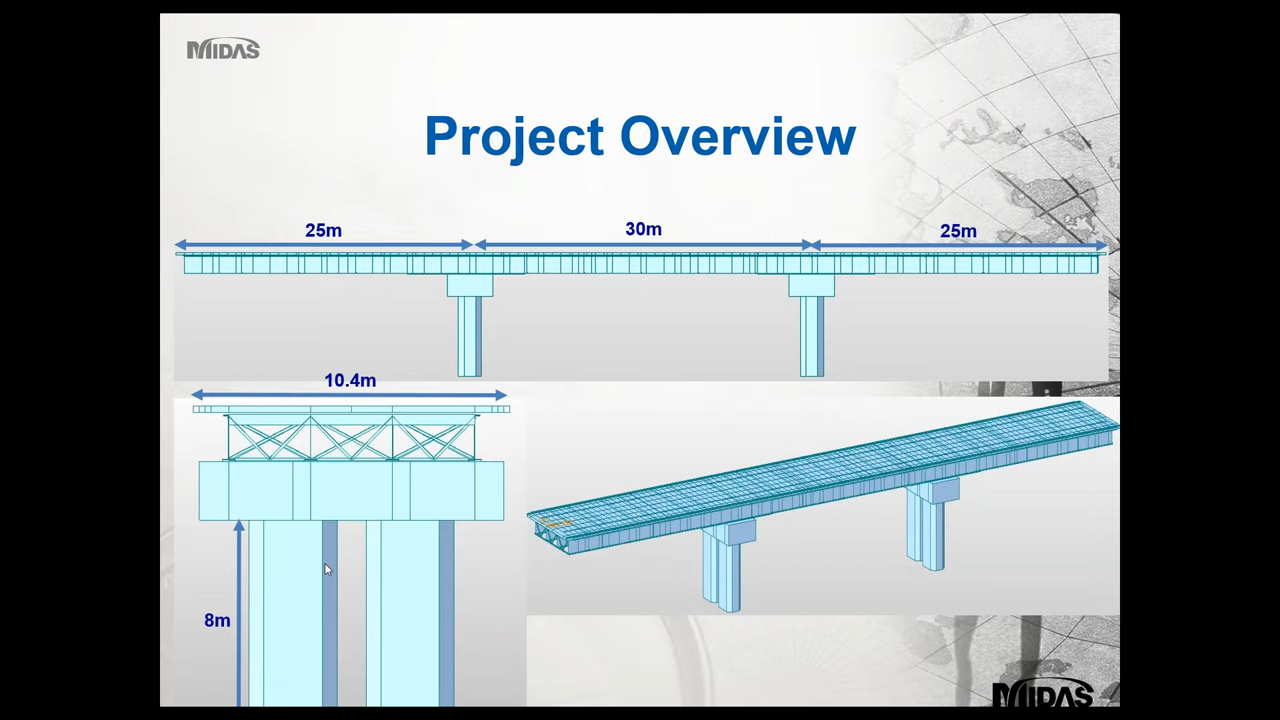 MIDAS
Project Overview
25m
30m
25m
10.4m
8m
MIDAS